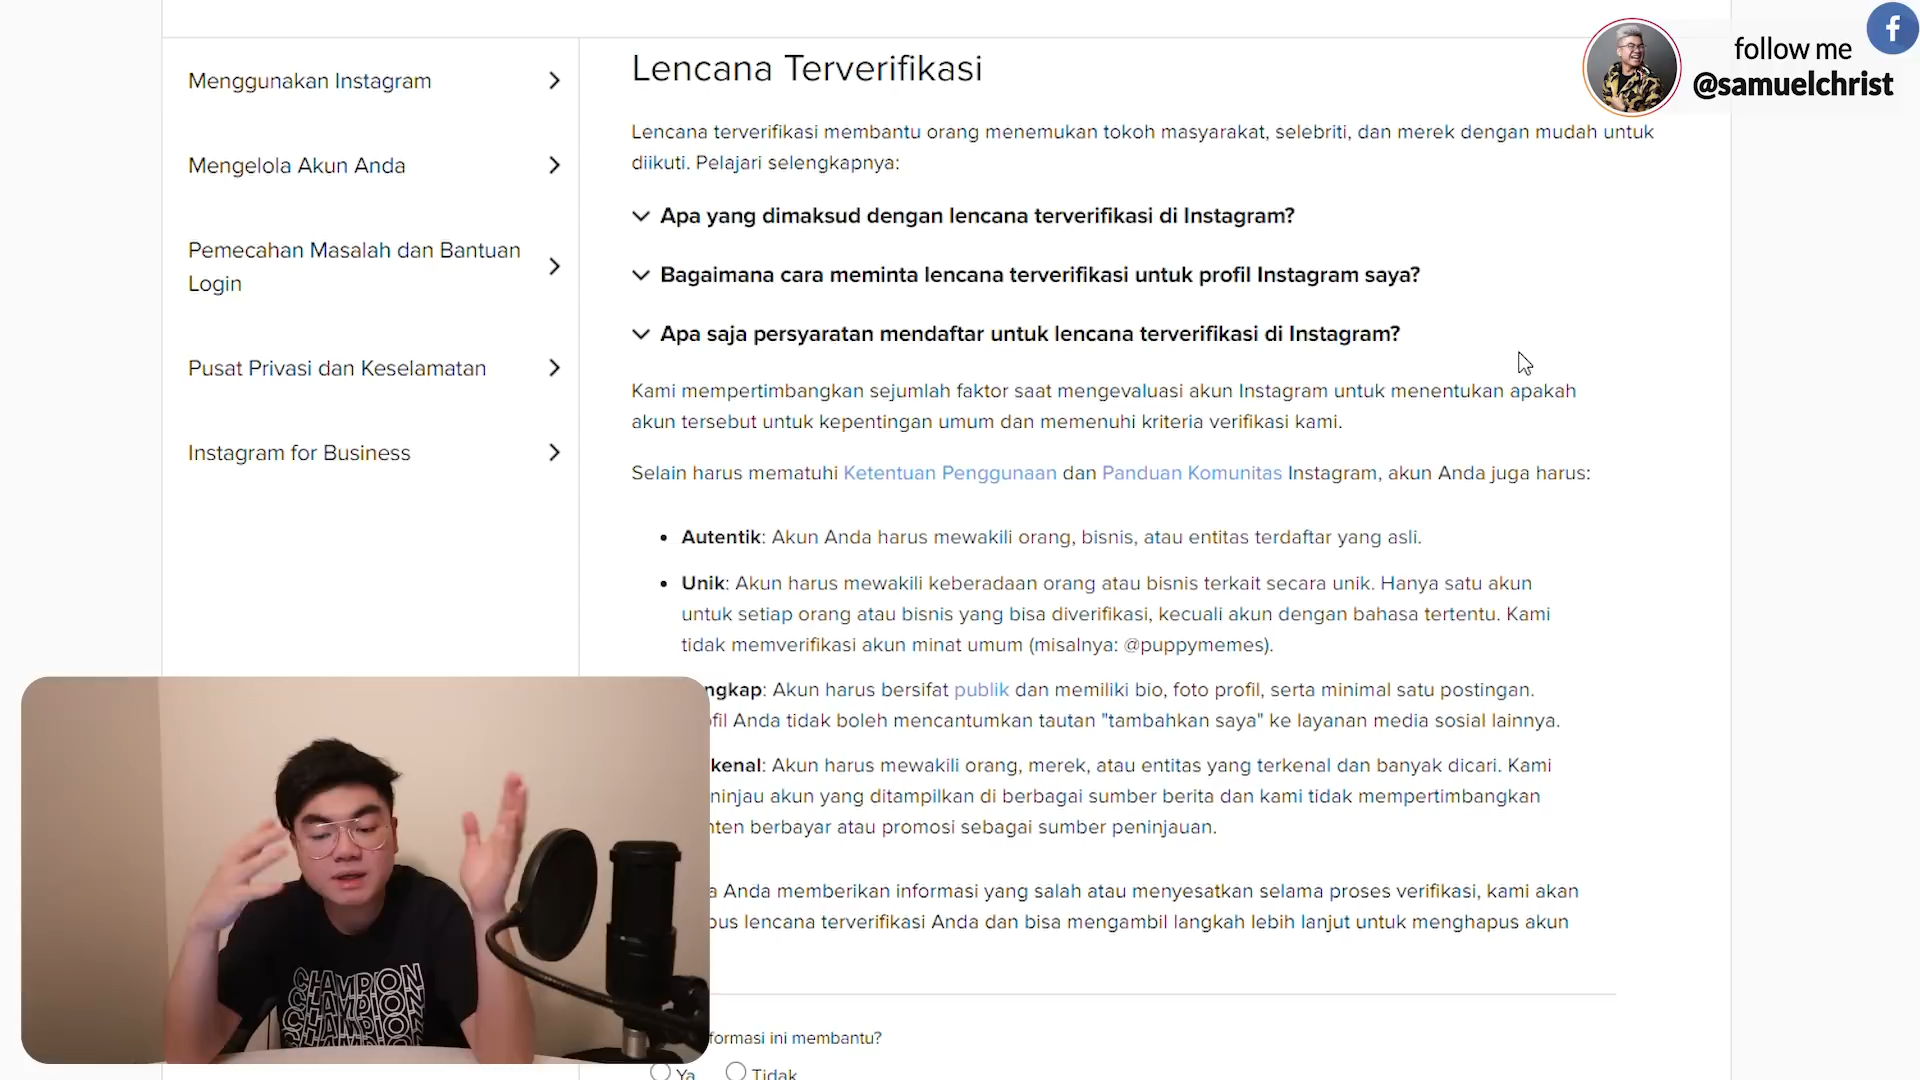 follow me
@samuelchrist
Menggunakan Instagram
Mengelola Akun Anda
Pemecahan Masalah dan Bantuan
Login
Pusat Privasi dan Keselamatan
Instagram for Business
Lencana Terverifikasi
Lencana terverifikasi membantu orang menemukan tokoh masyarakat, selebriti, dan merek dengan mudah untuk
diikuti. Pelajari selengkapnya:
Apa yang dimaksud dengan lencana terverifikasi di Instagram?
Bagaimana cara meminta lencana terverifikasi untuk profil Instagram saya?
Apa saja persyaratan mendaftar untuk lencana terverifikasi di Instagram?
Kami mempertimbangkan sejumlah faktor saat mengevaluasi akun Instagram untuk menentukan apakah
akun tersebut untuk kepentingan umum dan memenuhi kriteria verifikasi kami.
Selain harus mematuhi Ketentuan Penggunaan dan Panduan Komunitas Instagram, akun Anda juga harus:
• Autentik: Akun Anda harus mewakili orang, bisnis, atau entitas terdaftar yang asli.
• Unik: Akun harus mewakili keberadaan orang atau bisnis terkait secara unik. Hanya satu akun
untuk setiap orang atau bisnis yang bisa diverifikasi, kecuali akun dengan bahasa tertentu. Kami
tidak memverifikasi akun minat umum (misalnya: @puppymemes).
ngkap: Akun harus bersifat publik dan memiliki bio, foto profil, serta minimal satu postingan.
fil Anda tidak boleh mencantumkan tautan "tambahkan saya" ke layanan media sosial lainnya.
kenal: Akun harus mewakili orang, merek, atau entitas yang terkenal dan banyak dicari. Kami
ninjau akun yang ditampilkan di berbagai sumber berita dan kami tidak mempertimbangkan
nten berbayar atau promosi sebagai sumber peninjauan.
a Anda memberikan informasi yang salah atau menyesatkan selama proses verifikasi, kami akan
pus lencana terverifikasi Anda dan bisa mengambil langkah lebih lanjut untuk menghapus akun
formasi ini membantu?
Ya Tidak
CHAMPION
CHAMPION
CHAMPION